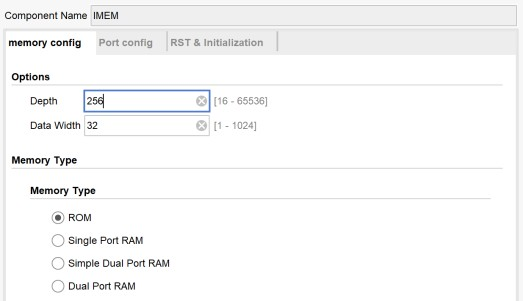 Component Name IMEM
memory config Port config RST & Initialization
Options
Depth 256 [16 - 65536]
Data Width 32 [1 - 1024]
Memory Type
Memory Type
ROM
Single Port RAM
Simple Dual Port RAM
Dual Port RAM